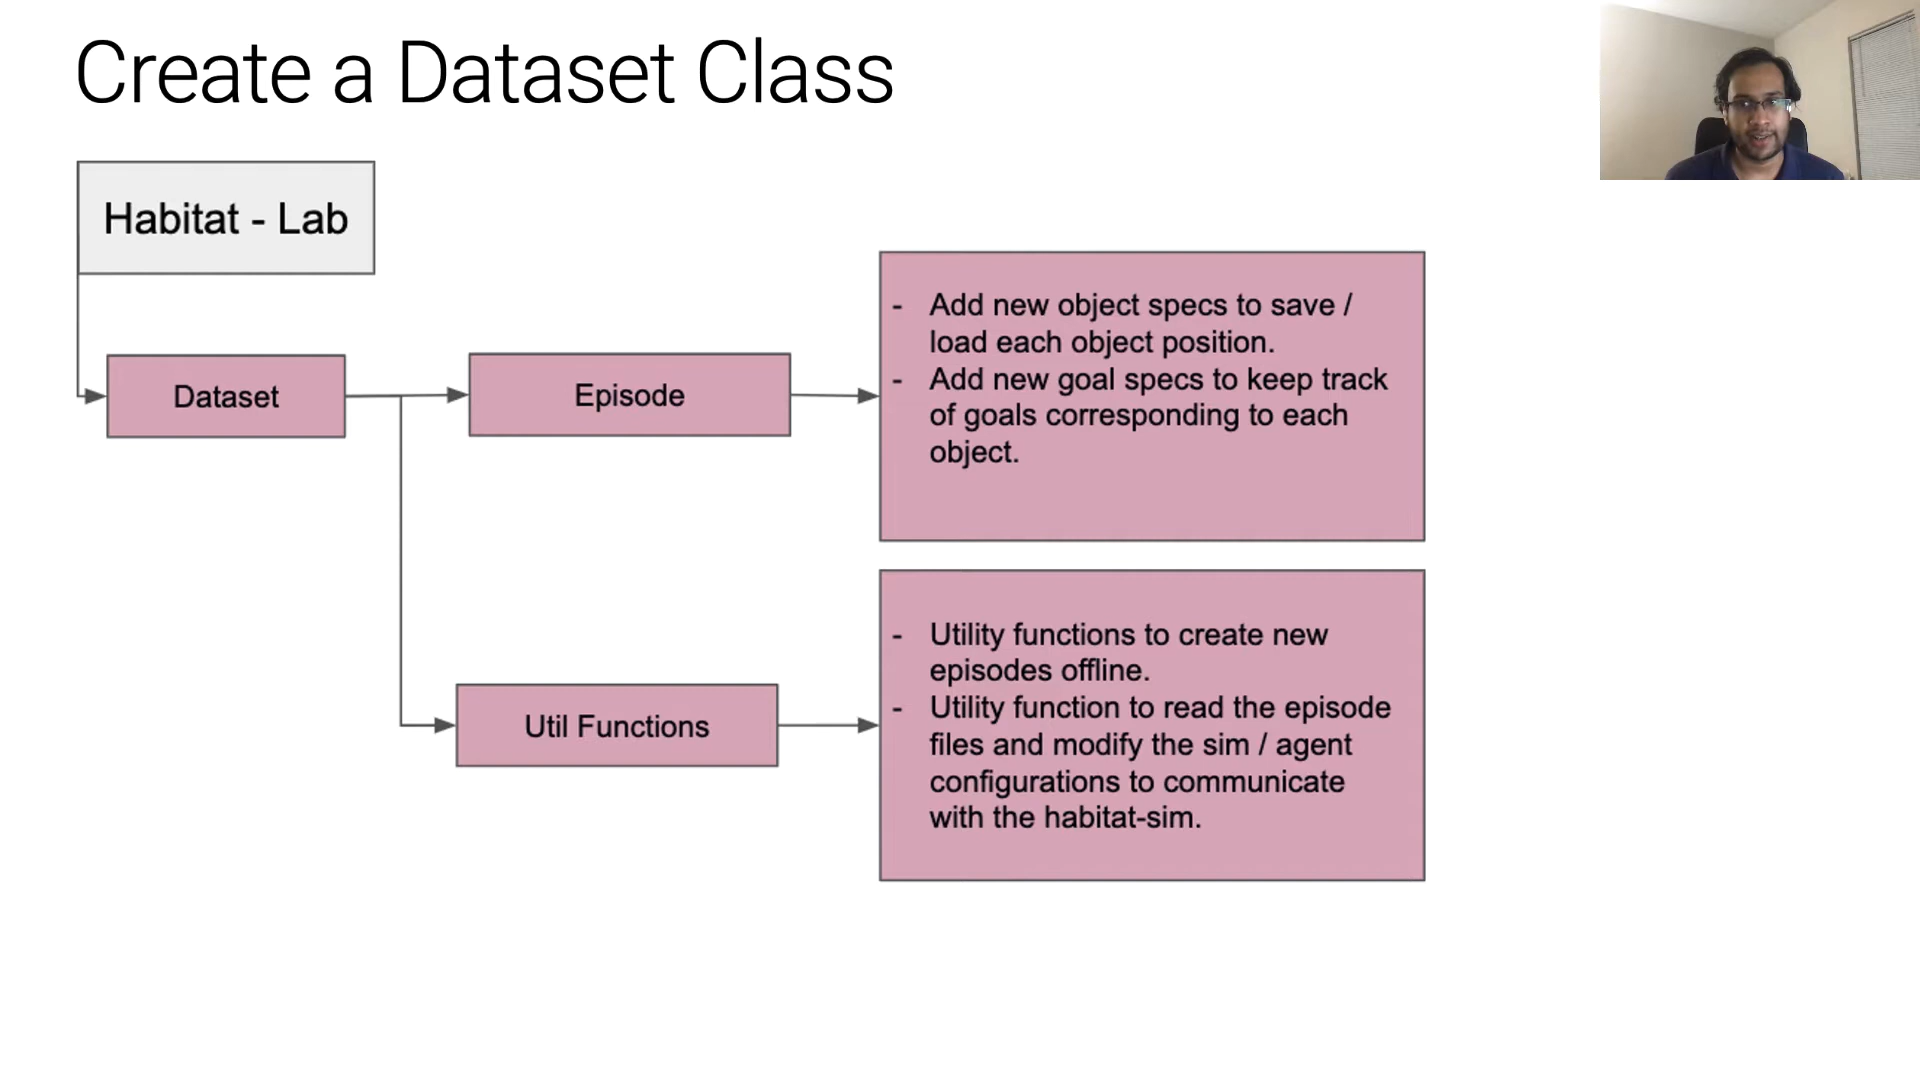 Create a Dataset Class
Habitat - Lab
Dataset
Episode
- Add new object specs to save /
load each object position.
- Add new goal specs to keep track
of goals corresponding to each
object.
Util Functions
- Utility functions to create new
episodes offline.
- Utility function to read the episode
files and modify the sim / agent
configurations to communicate
with the habitat-sim.